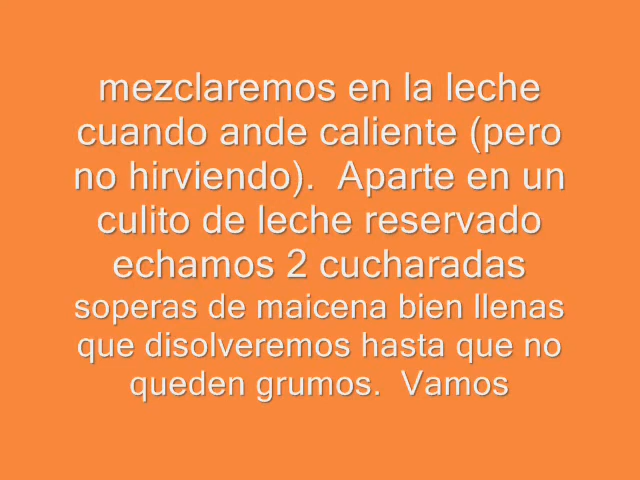 mezclaremos en la leche
cuando ande caliente (pero
no hirviendo).  Aparte en un
culito de leche reservado
echamos 2 cucharadas
soperas de maicena bien llenas
que disolveremos hasta que no
queden grumos.  Vamos